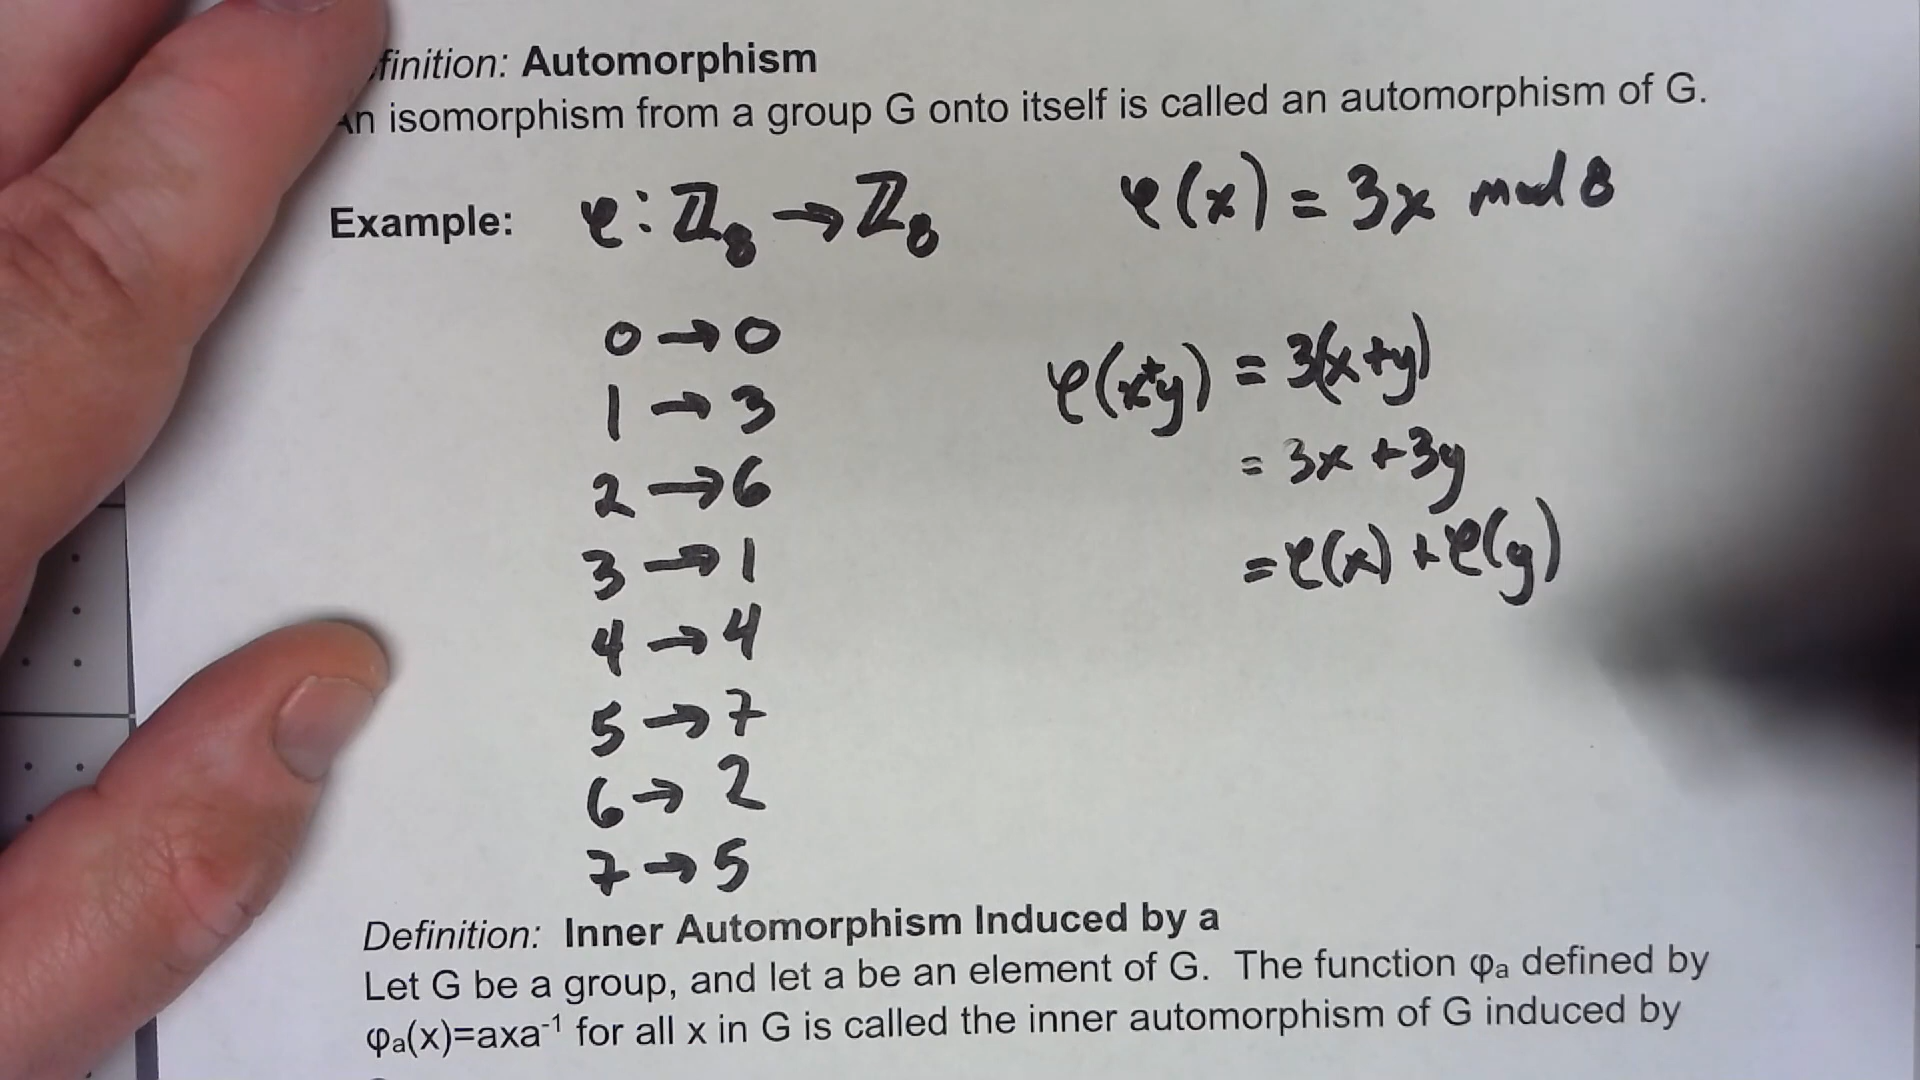 finition: Automorphism
An isomorphism from a group G onto itself is called an automorphism of G.
Example: φ: ℤ₈ → ℤ₈ φ(x) = 3x mod 8
0 → 0
1 → 3
2 → 6
3 → 1
4 → 4
5 → 7
6 → 2
7 → 5
φ(x+y) = 3(x+y)
= 3x + 3y
= φ(x) + φ(y)
Definition: Inner Automorphism Induced by a
Let G be a group, and let a be an element of G. The function φₐ defined by
φₐ(x)=axa⁻¹ for all x in G is called the inner automorphism of G induced by